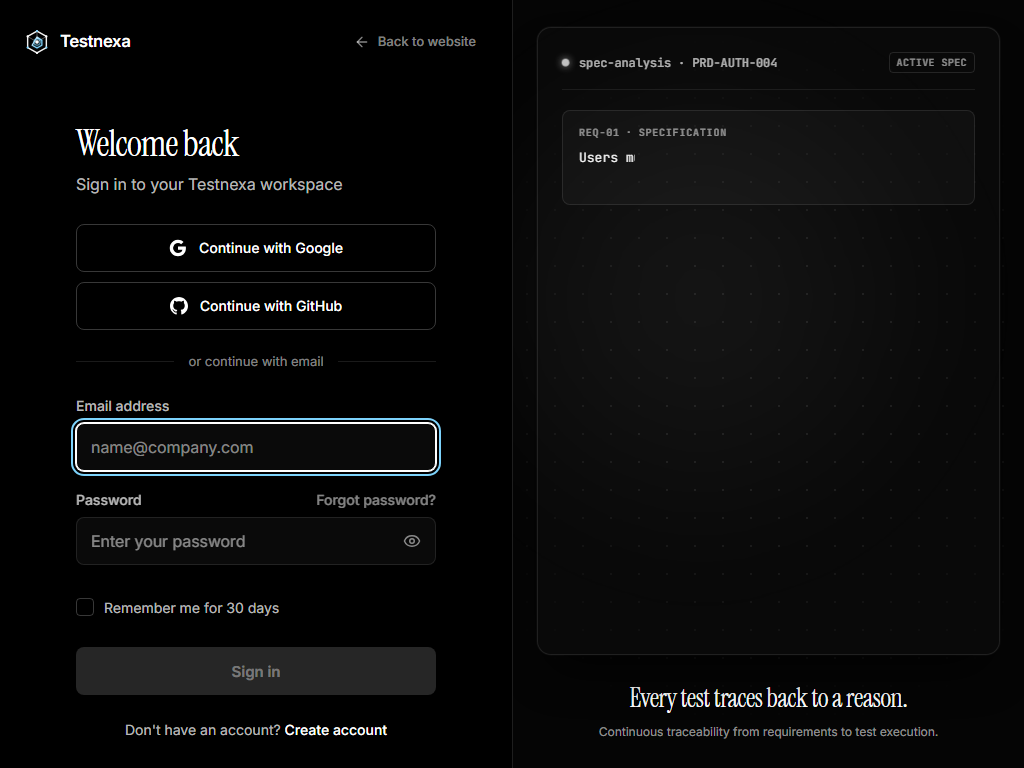 Testnexa
Back to website
Welcome back
Sign in to your Testnexa workspace
Continue with Google
Continue with GitHub
or continue with email
Email address
name@company.com
Password
Forgot password?
Enter your password
Remember me for 30 days
Sign in
Don't have an account? Create account
spec-analysis · PRD-AUTH-004
ACTIVE SPEC
REQ-01 · SPECIFICATION
Users m
Every test traces back to a reason.
Continuous traceability from requirements to test execution.